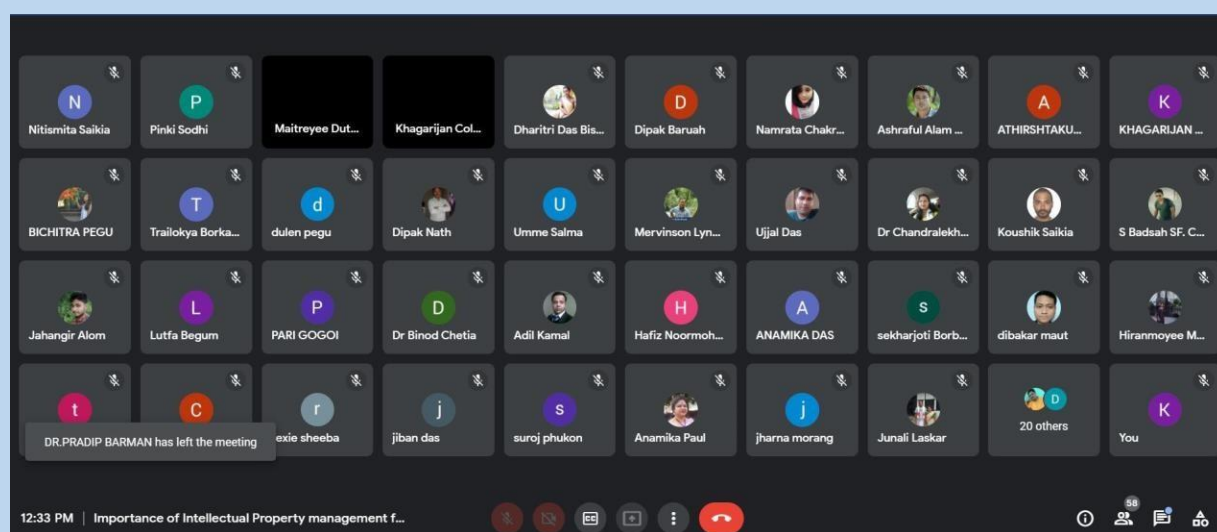 N P D A K
Nitismita Saikia Pinki Sodhi Maitreyee Dut... Khagarijan Col... Dharitri Das Bis... Dipak Baruah Namrata Chakr... Ashraful Alam ... ATHIRSHTAKU... KHAGARIJAN ...
T d U
BICHITRA PEGU Trailokya Borka... dulen pegu Dipak Nath Umme Salma Mervinson Lyn... Ujjal Das Dr Chandralekh... Koushik Saikia S Badsah SF. C...
L P D H A s
Jahangir Alom Lutfa Begum PARI GOGOI Dr Binod Chetia Adil Kamal Hafiz Noormoh... ANAMIKA DAS sekharjoti Borb... dibakar maut Hiranmoyee M...
t C r j s j D K
exie sheeba jiban das suroj phukon Anamika Paul jharna morang Junali Laskar 20 others You
DR.PRADIP BARMAN has left the meeting
12:33 PM | Importance of Intellectual Property management f... CC 58